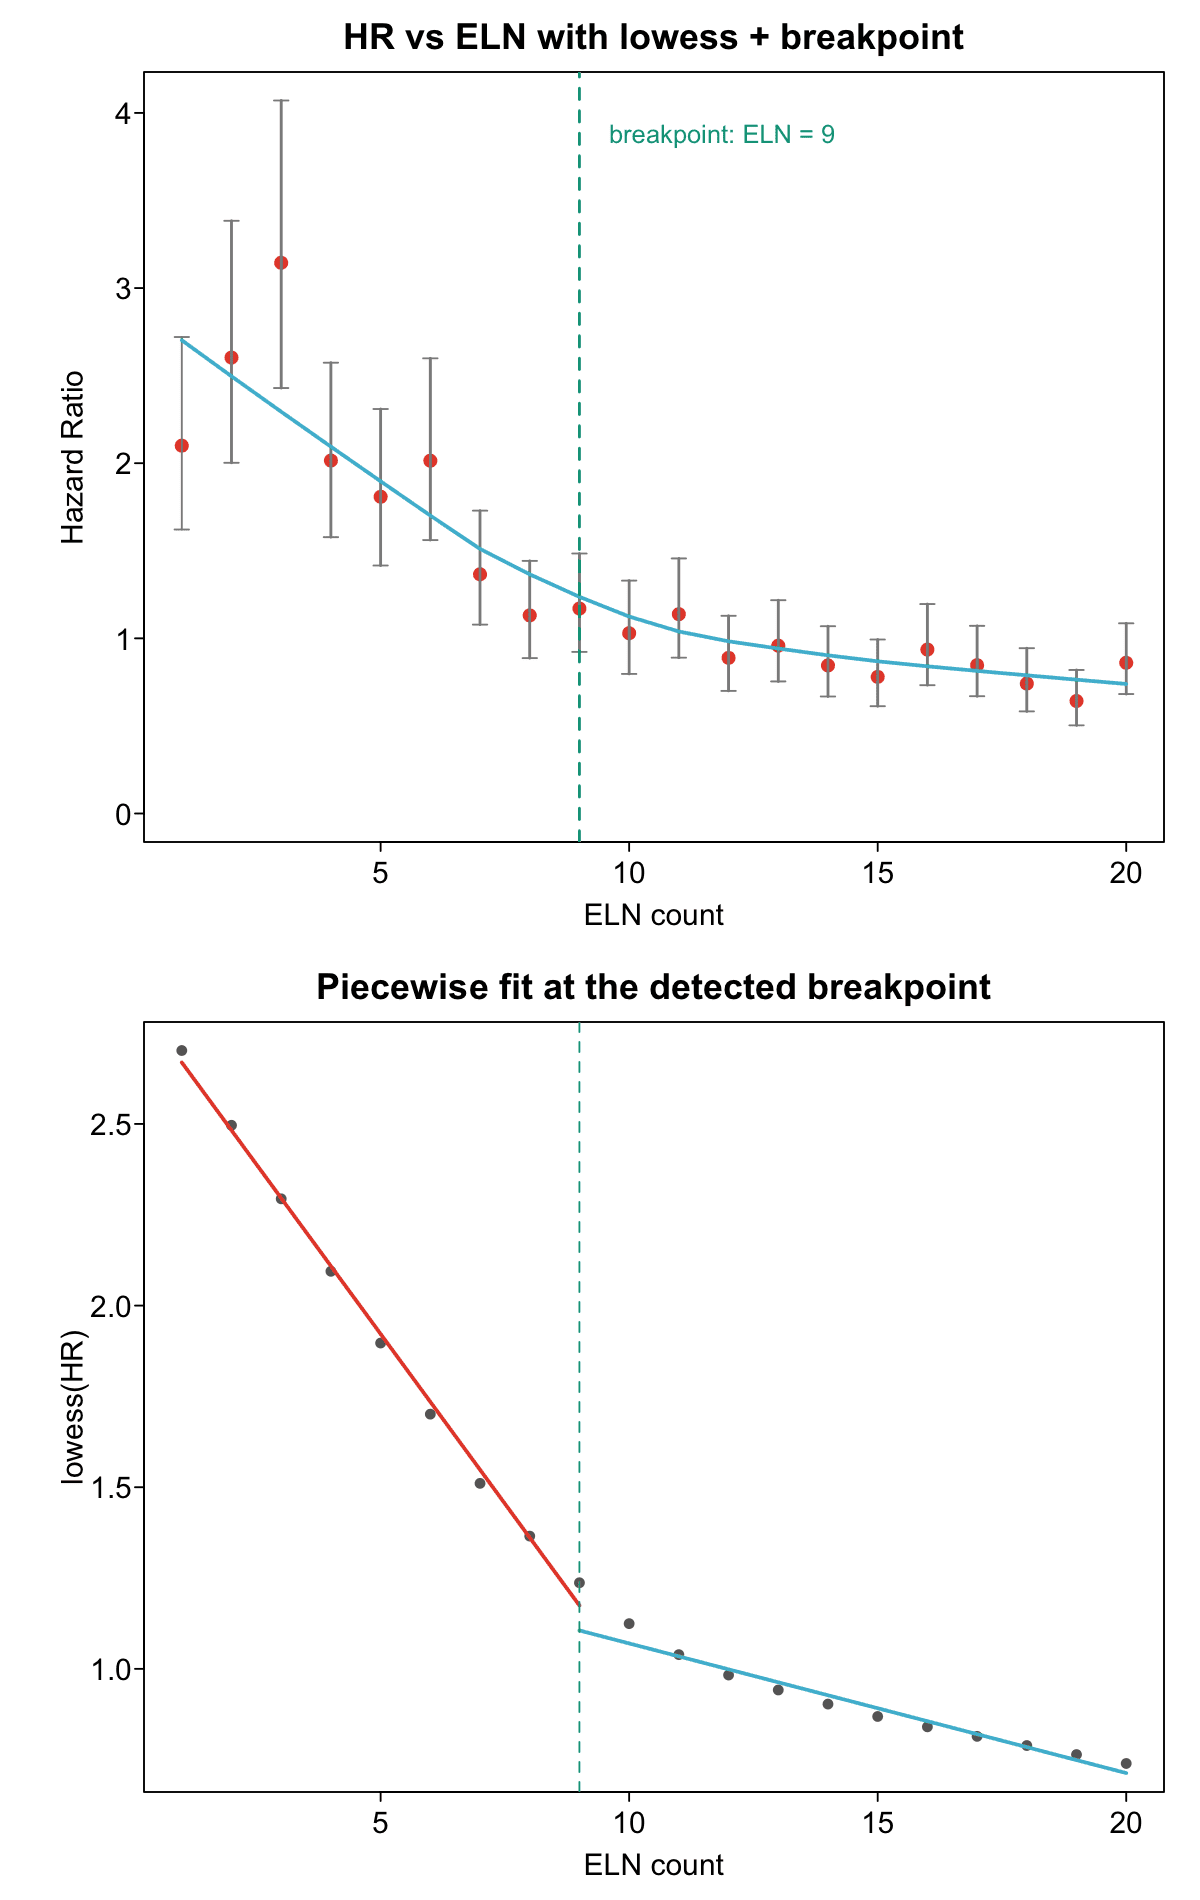 HR vs ELN with lowess + breakpoint
4
3
2
1
0
Hazard Ratio
breakpoint: ELN = 9
5 10 15 20
ELN count
Piecewise fit at the detected breakpoint
2.5
2.0
1.5
1.0
lowess(HR)
5 10 15 20
ELN count